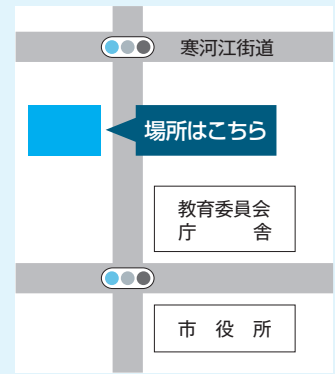 寒河江街道
場所はこちら
教育委員会
庁舎
市役所